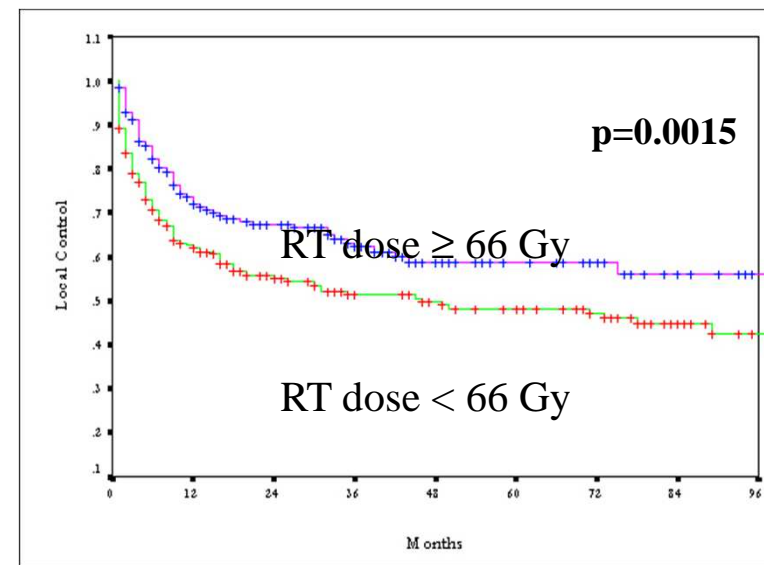 1.1
1.0
.9
.8
.7
.6
.5
.4
.3
.2
.1
Local Control
p=0.0015
RT dose ≥ 66 Gy
RT dose < 66 Gy
0 12 24 36 48 60 72 84 96
Months